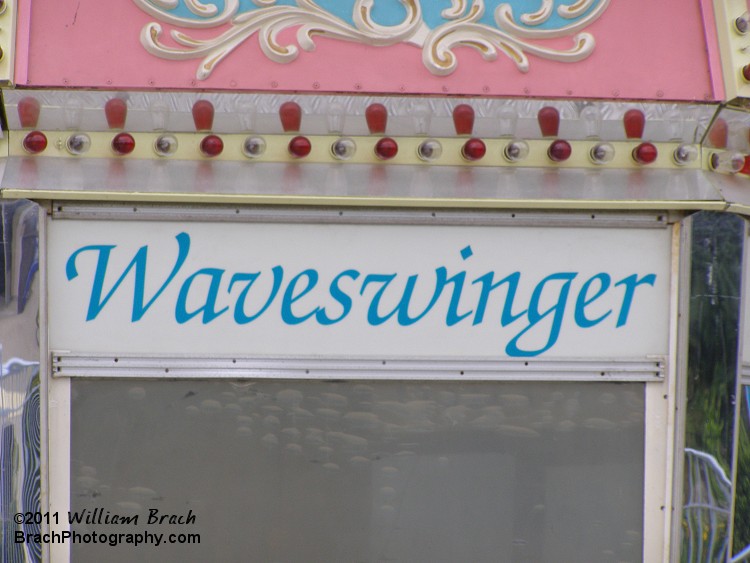 Waveswinger
©2011 William Brach
BrachPhotography.com